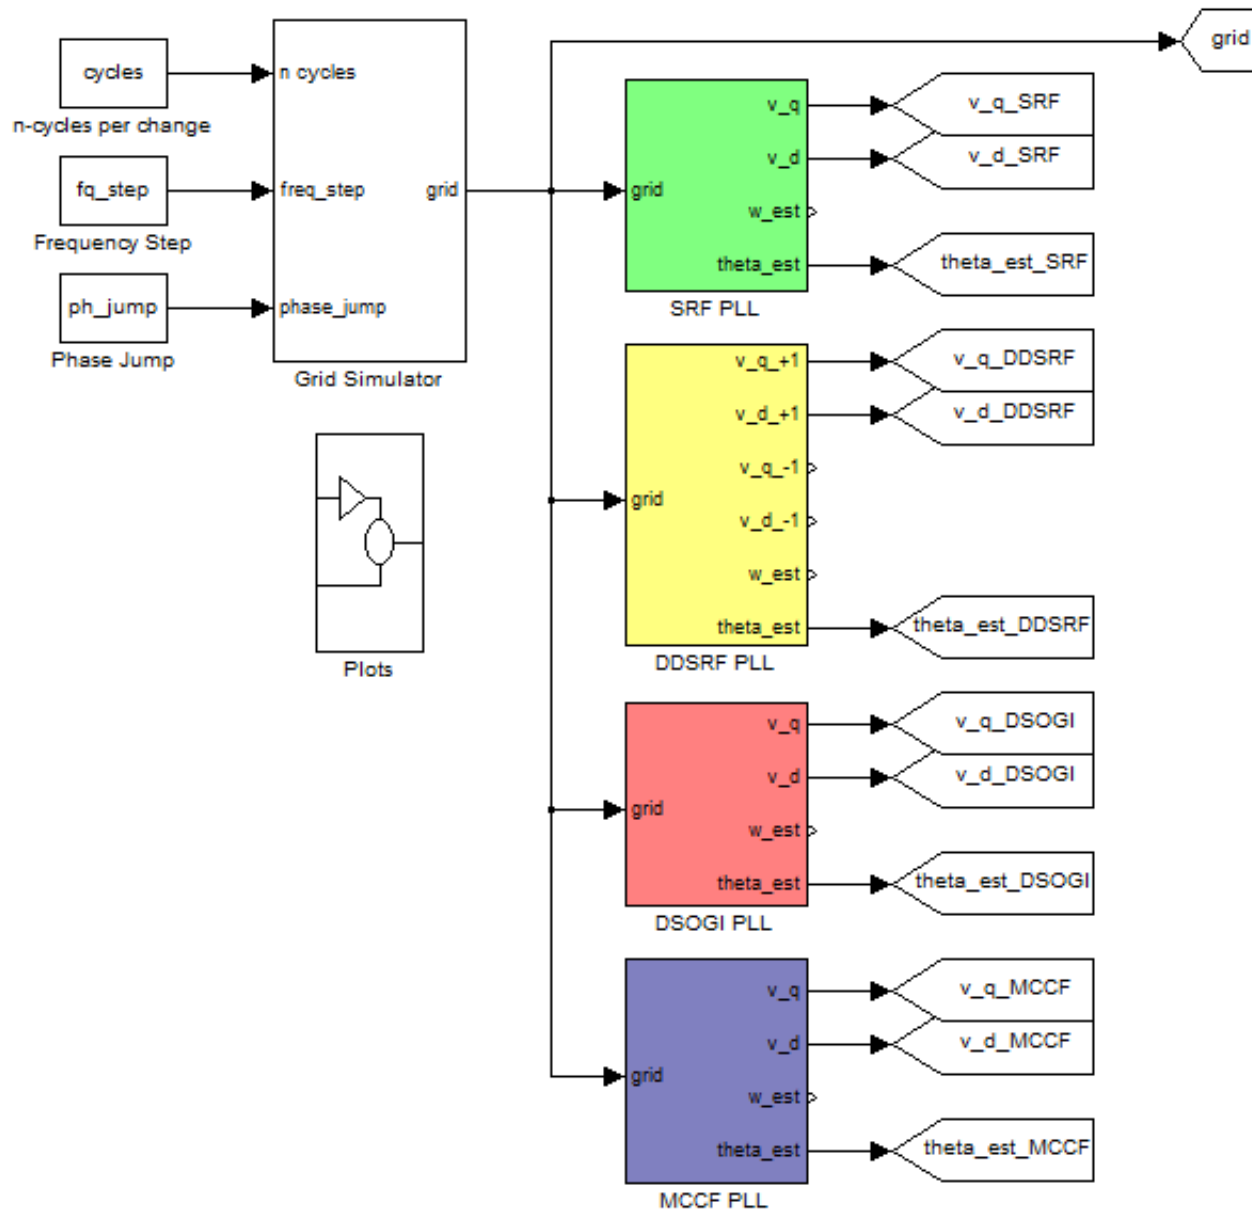 grid
cycles
n cycles
n-cycles per change
fq_step
freq_step
grid
Frequency Step
ph_jump
phase_jump
Phase Jump
Grid Simulator
Plots
grid
v_q
v_d
w_est
theta_est
SRF PLL
v_q_SRF
v_d_SRF
theta_est_SRF
grid
v_q_+1
v_d_+1
v_q_-1
v_d_-1
w_est
theta_est
DDSRF PLL
v_q_DDSRF
v_d_DDSRF
theta_est_DDSRF
grid
v_q
v_d
w_est
theta_est
DSOGI PLL
v_q_DSOGI
v_d_DSOGI
theta_est_DSOGI
grid
v_q
v_d
w_est
theta_est
MCCF PLL
v_q_MCCF
v_d_MCCF
theta_est_MCCF